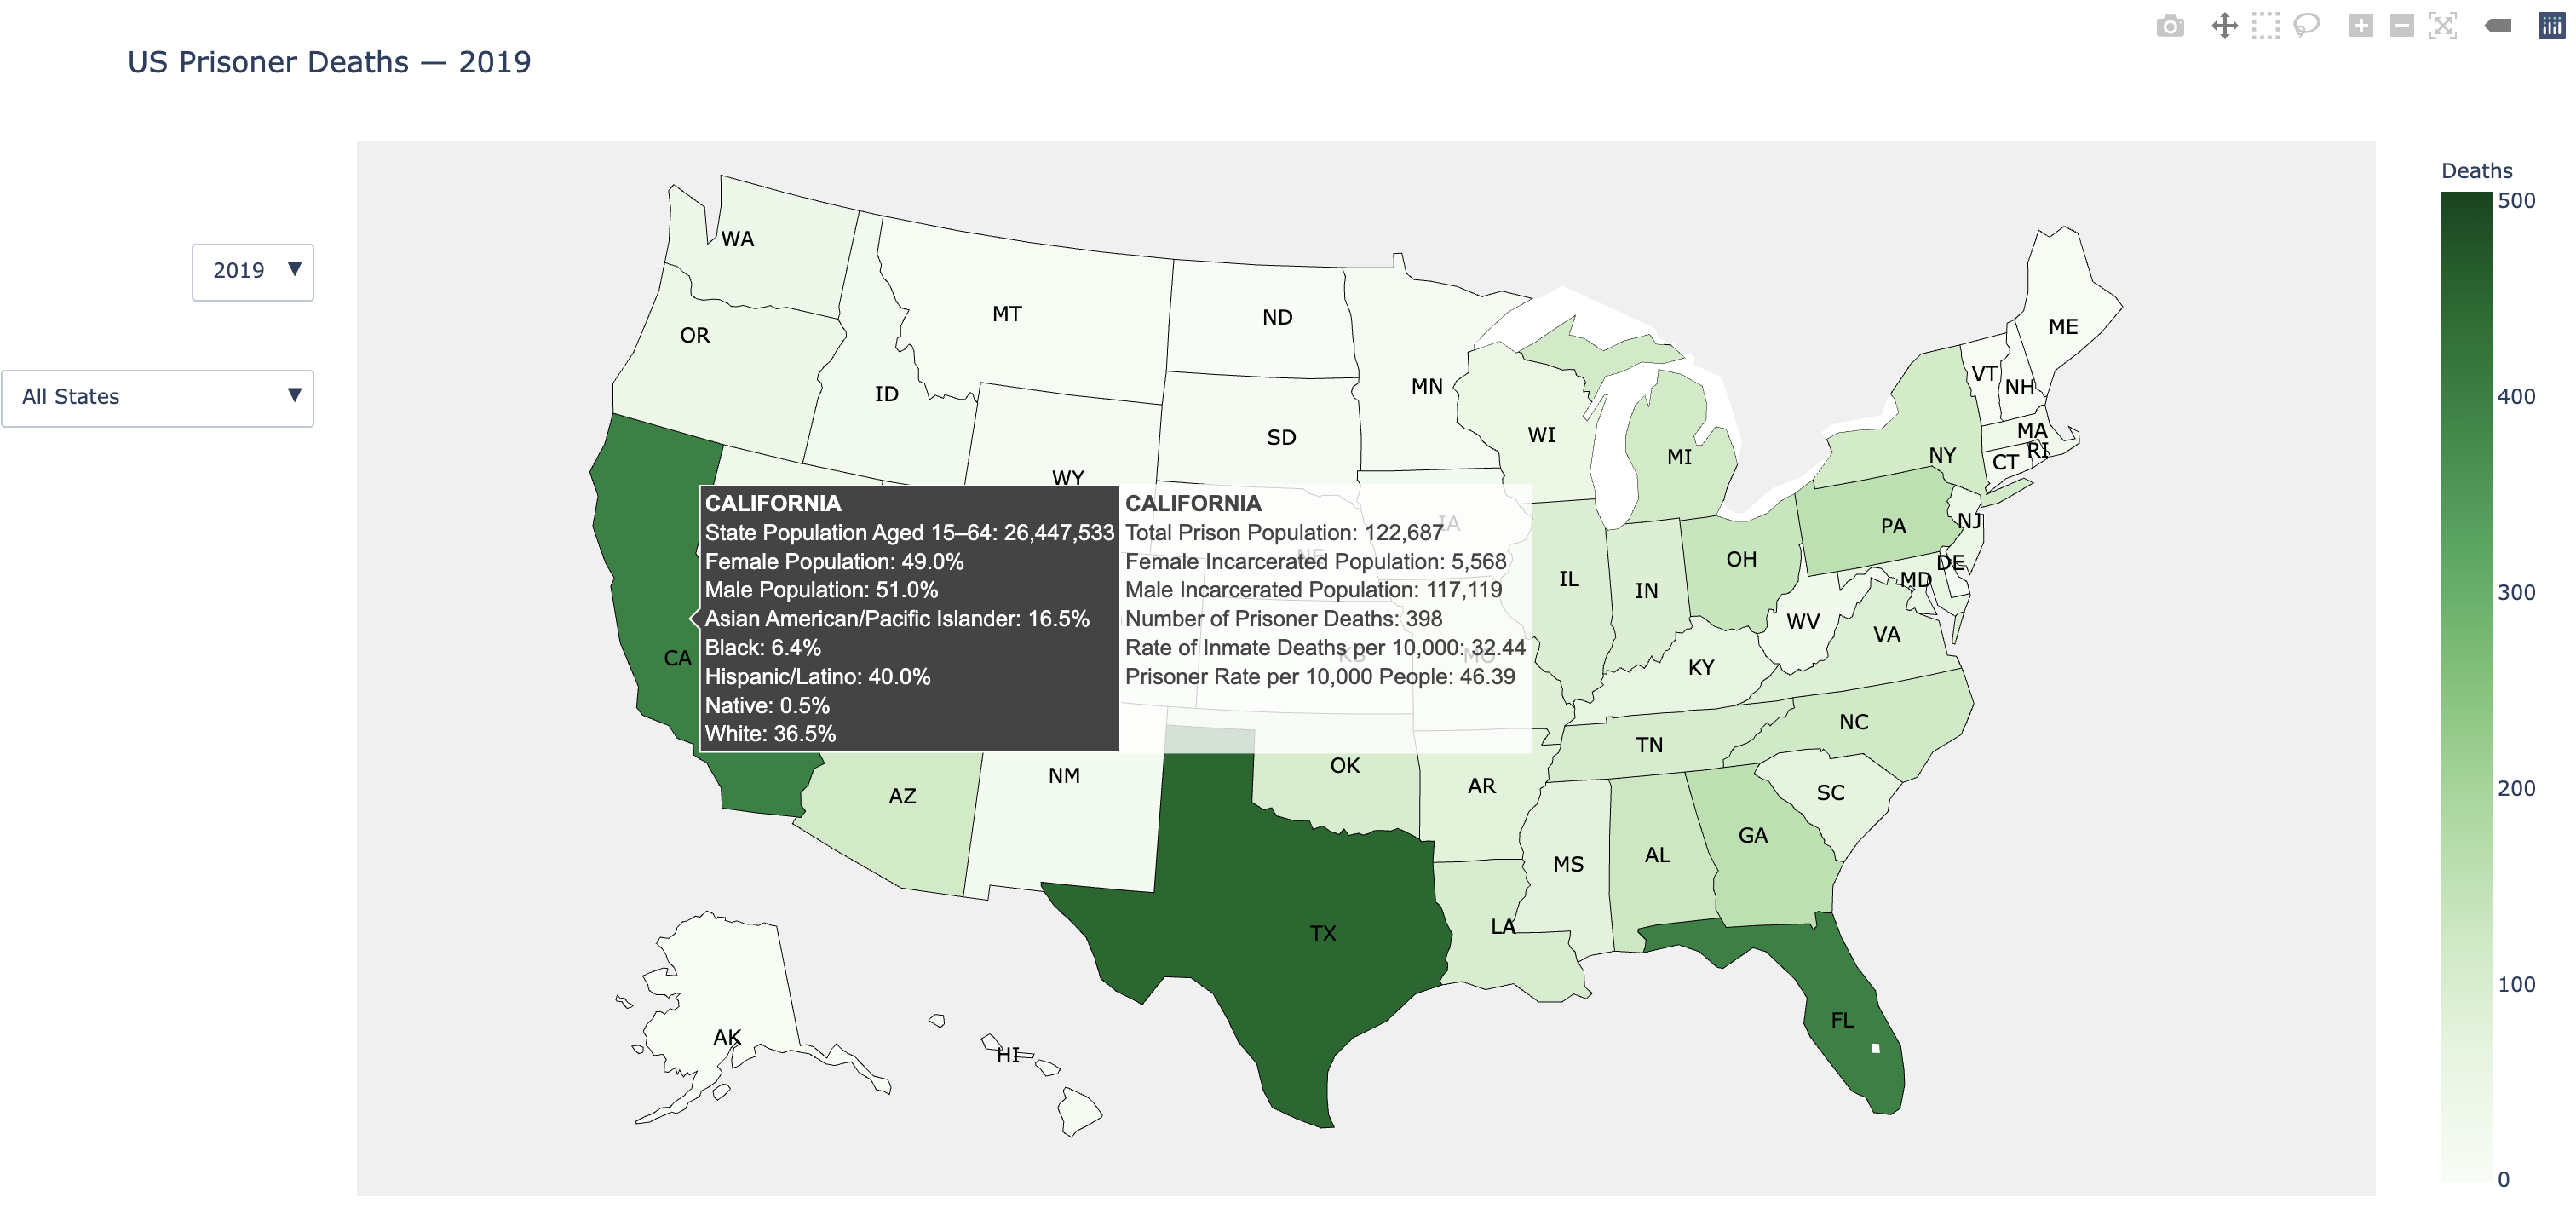 US Prisoner Deaths — 2019
2019
All States
Deaths
500
400
300
200
100
0
WA
OR
MT
ID
WY
ND
SD
MN
WI
MI
NY
VT
NH
ME
MA
RI
CT
NJ
PA
DE
MD
OH
IN
IL
WV
VA
KY
TN
NC
SC
GA
AL
MS
AR
LA
OK
TX
NM
AZ
CA
FL
AK
HI
IA
NE
KS
MO
CALIFORNIA
State Population Aged 15–64: 26,447,533
Female Population: 49.0%
Male Population: 51.0%
Asian American/Pacific Islander: 16.5%
Black: 6.4%
Hispanic/Latino: 40.0%
Native: 0.5%
White: 36.5%
CALIFORNIA
Total Prison Population: 122,687
Female Incarcerated Population: 5,568
Male Incarcerated Population: 117,119
Number of Prisoner Deaths: 398
Rate of Inmate Deaths per 10,000: 32.44
Prisoner Rate per 10,000 People: 46.39